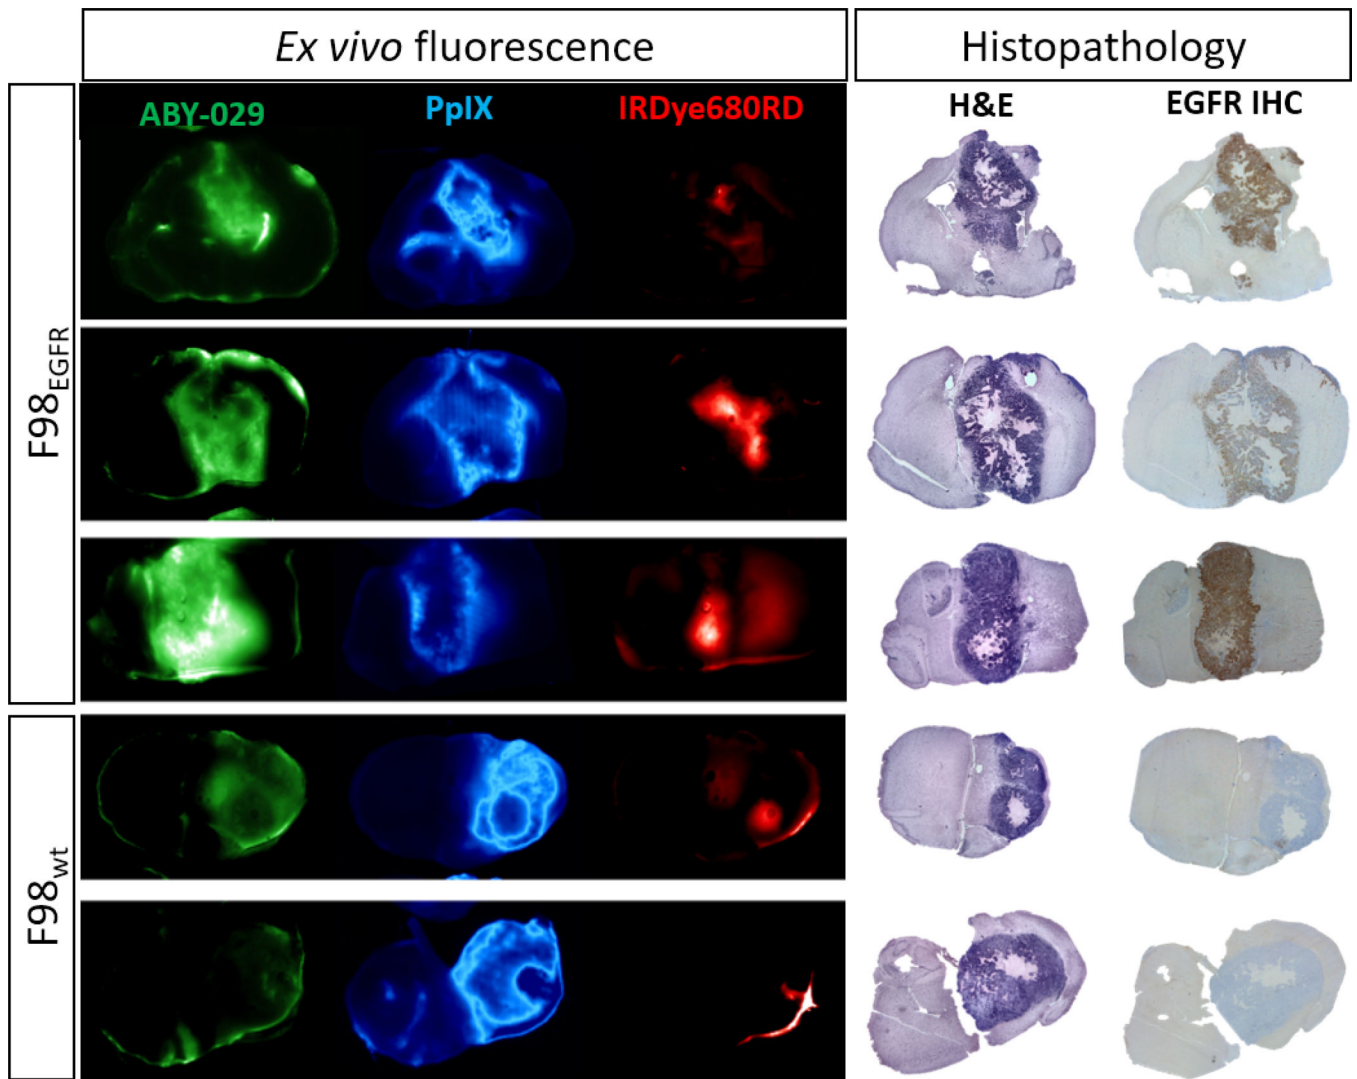 Ex vivo fluorescence
Histopathology
ABY-029
PpIX
IRDye680RD
H&E
EGFR IHC
F98EGFR
F98wt